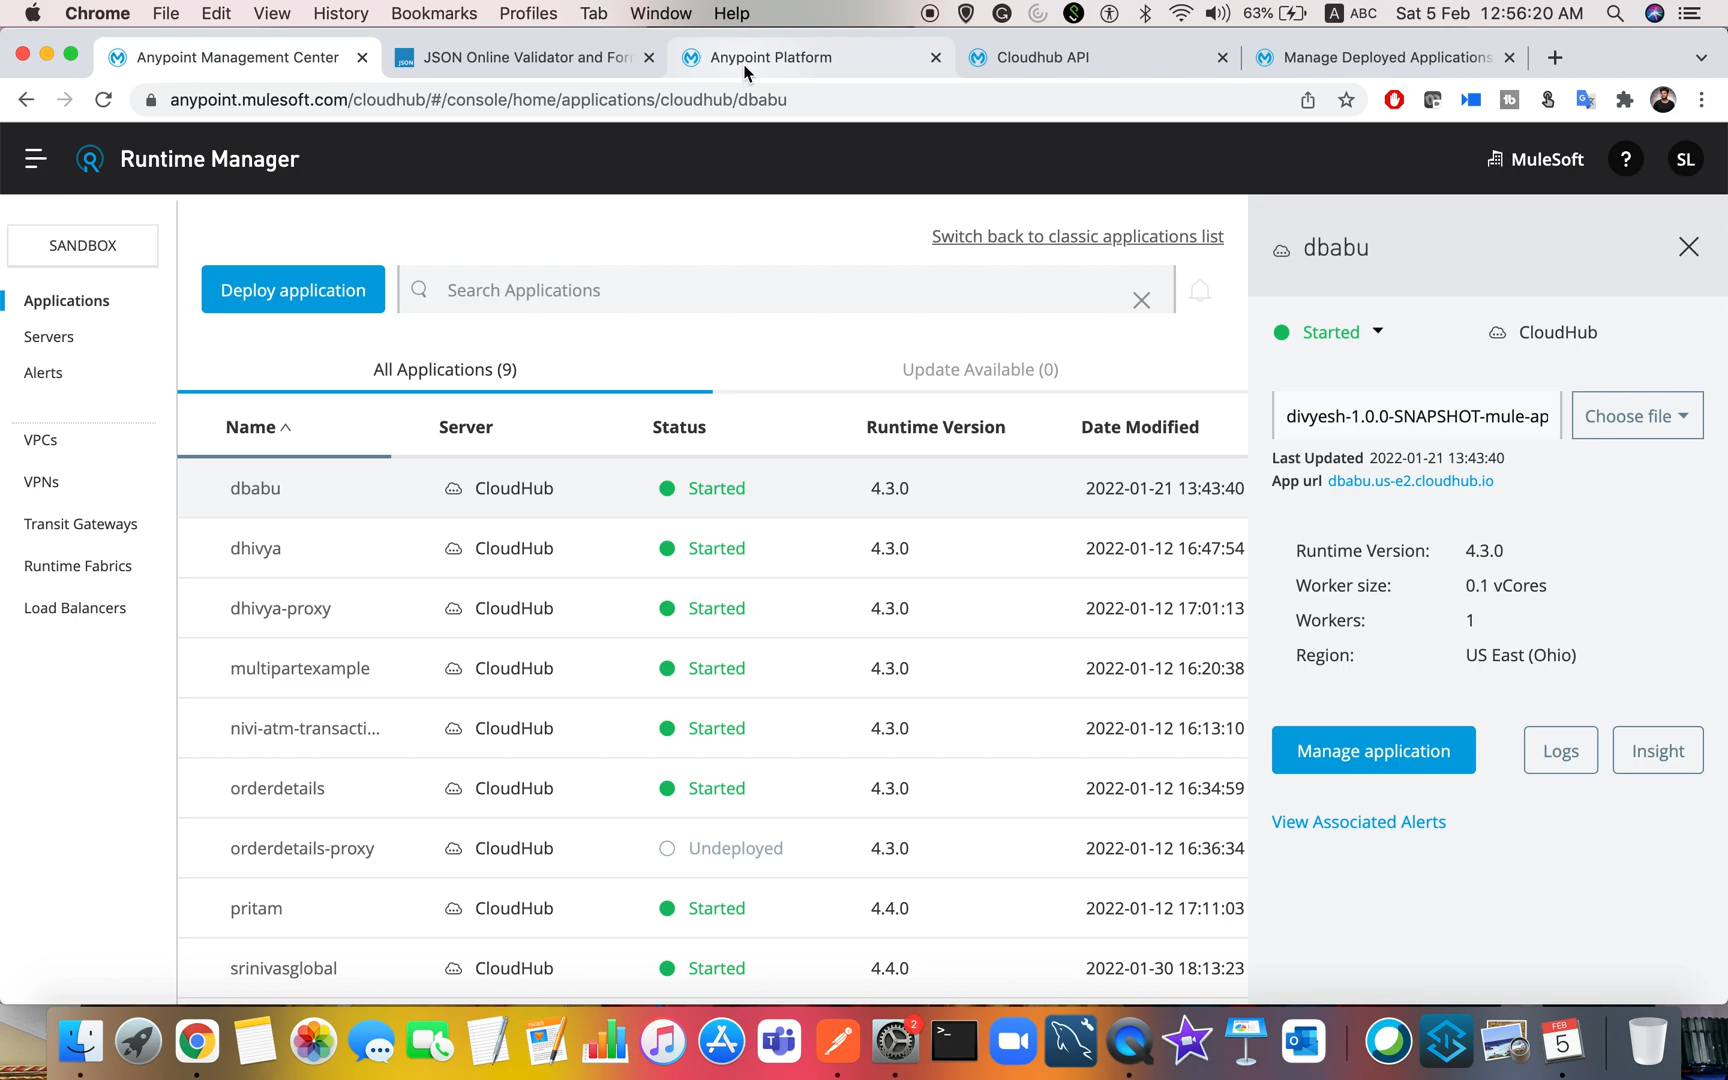 Chrome File Edit View History Bookmarks Profiles Tab Window Help
63% A ABC Sat 5 Feb 12:56:20 AM
Anypoint Management Center
JSON Online Validator and For
Anypoint Platform
Cloudhub API
Manage Deployed Applications
anypoint.mulesoft.com/cloudhub/#/console/home/applications/cloudhub/dbabu
Runtime Manager
MuleSoft ? SL
SANDBOX
Applications
Servers
Alerts
VPCs
VPNs
Transit Gateways
Runtime Fabrics
Load Balancers
Switch back to classic applications list
Deploy application
Search Applications
All Applications (9)
Update Available (0)
Name Server Status Runtime Version Date Modified
dbabu CloudHub Started 4.3.0 2022-01-21 13:43:40
dhivya CloudHub Started 4.3.0 2022-01-12 16:47:54
dhivya-proxy CloudHub Started 4.3.0 2022-01-12 17:01:13
multipartexample CloudHub Started 4.3.0 2022-01-12 16:20:38
nivi-atm-transacti... CloudHub Started 4.3.0 2022-01-12 16:13:10
orderdetails CloudHub Started 4.3.0 2022-01-12 16:34:59
orderdetails-proxy CloudHub Undeployed 4.3.0 2022-01-12 16:36:34
pritam CloudHub Started 4.4.0 2022-01-12 17:11:03
srinivasglobal CloudHub Started 4.4.0 2022-01-30 18:13:23
dbabu
Started CloudHub
divyesh-1.0.0-SNAPSHOT-mule-ap
Choose file
Last Updated 2022-01-21 13:43:40
App url dbabu.us-e2.cloudhub.io
Runtime Version: 4.3.0
Worker size: 0.1 vCores
Workers: 1
Region: US East (Ohio)
Manage application Logs Insight
View Associated Alerts
2
FEB
5